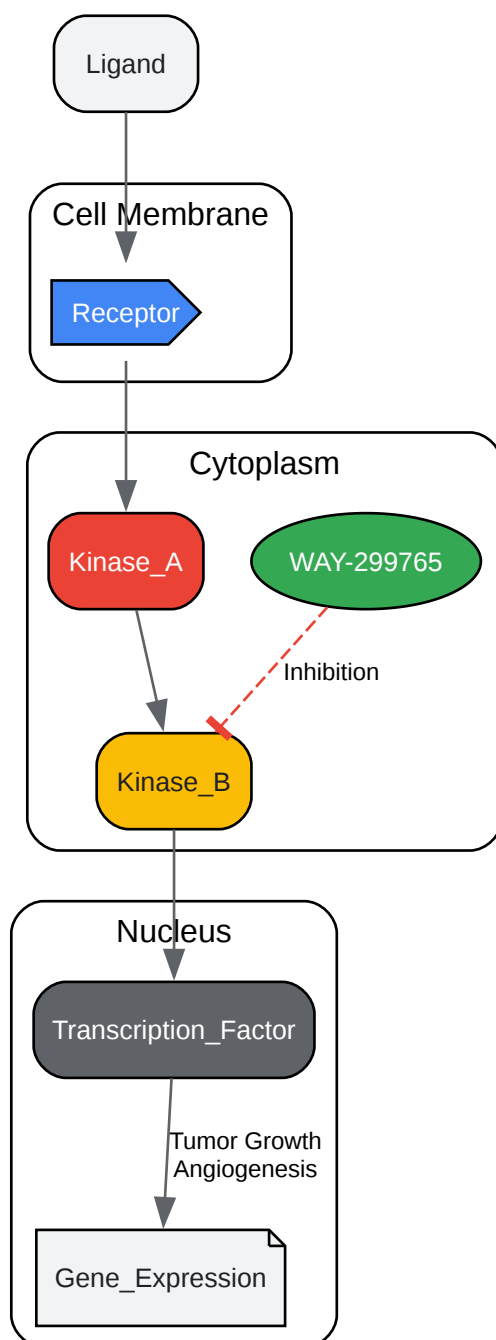 Ligand
Cell Membrane
Receptor
Cytoplasm
Kinase_A
WAY-299765
Inhibition
Kinase_B
Nucleus
Transcription_Factor
Tumor Growth
Angiogenesis
Gene_Expression